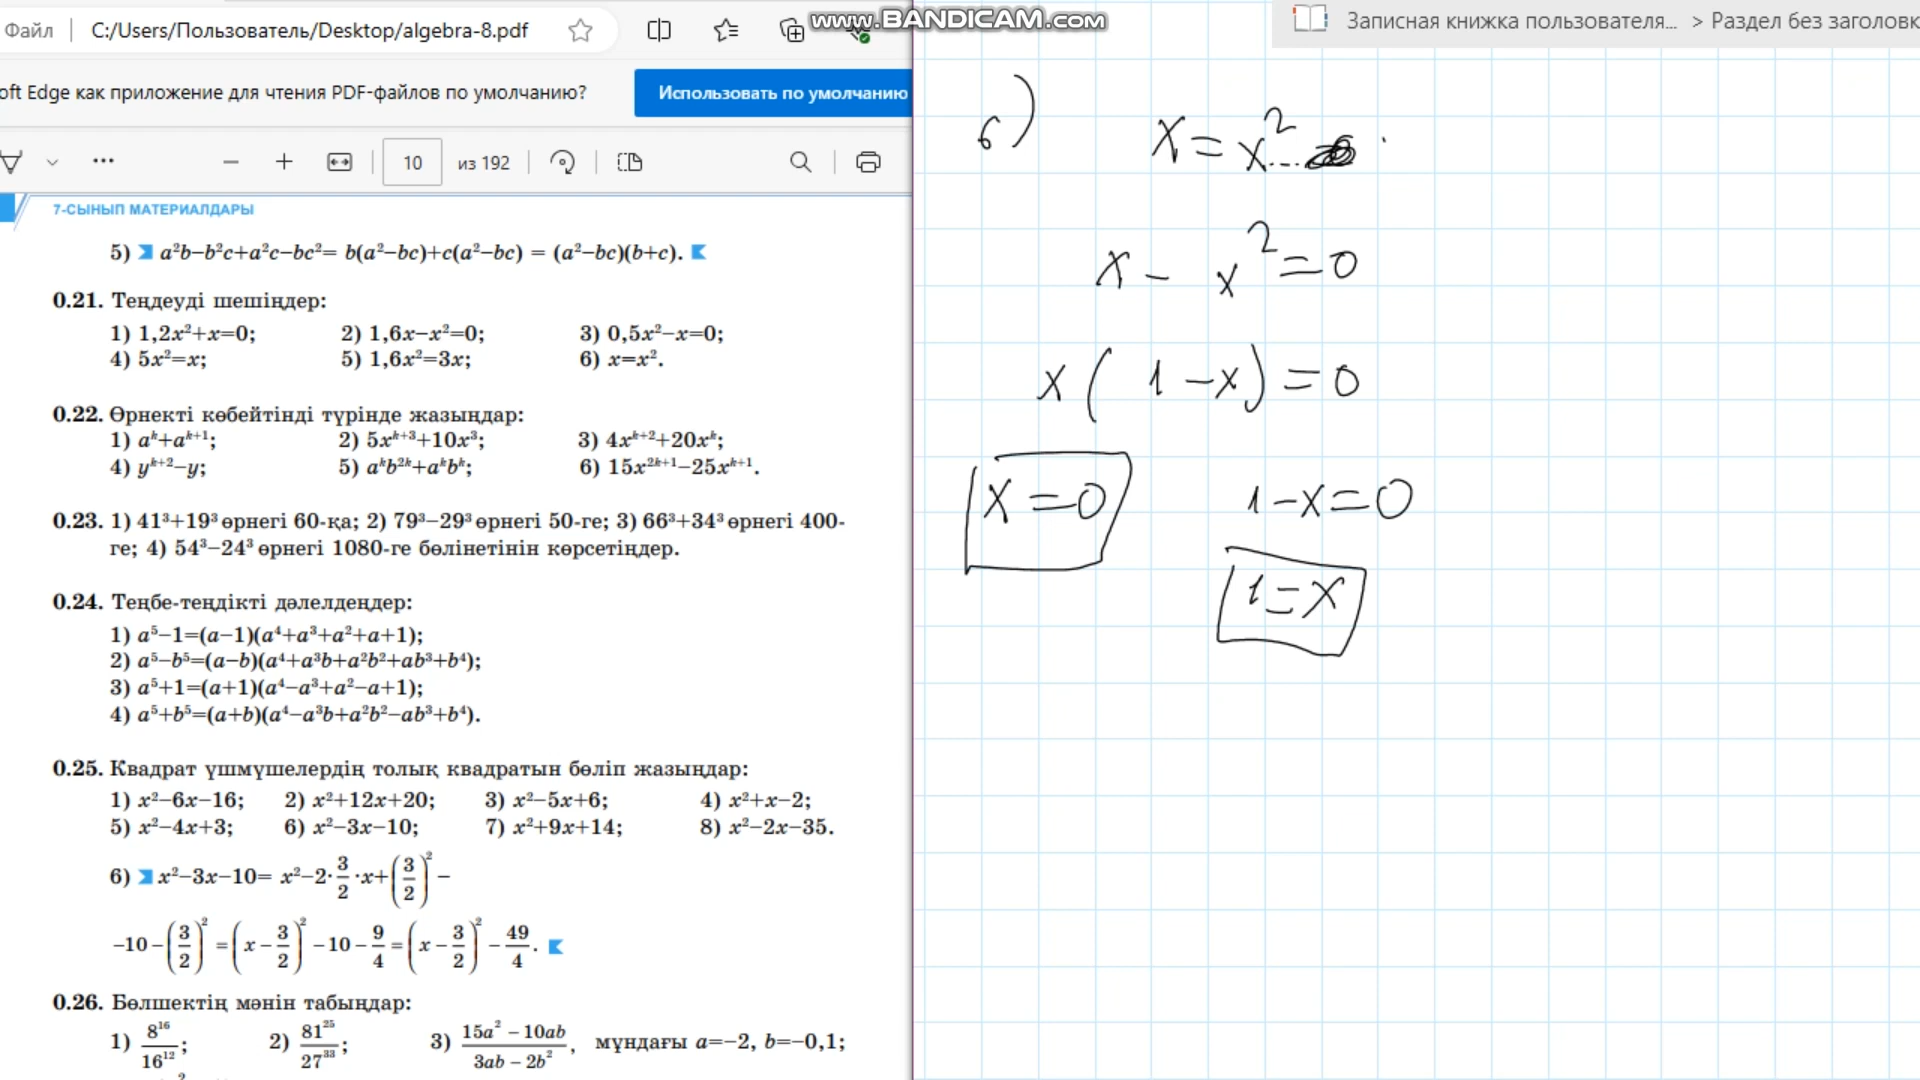 www.BANDICAM.com
Файл | C:/Users/Пользователь/Desktop/algebra-8.pdf
Записная книжка пользователя... > Раздел без заголовк
oft Edge как приложение для чтения PDF-файлов по умолчанию?
Использовать по умолчанию
10 из 192
7-СЫНЫП МАТЕРИАЛДАРЫ
5) a²b−b²c+a²c−bc²= b(a²−bc)+c(a²−bc) = (a²−bc)(b+c).
0.21. Теңдеуді шешіңдер:
1) 1,2x²+x=0; 2) 1,6x−x²=0; 3) 0,5x²−x=0;
4) 5x²=x; 5) 1,6x²=3x; 6) x=x².
0.22. Өрнекті көбейтінді түрінде жазыңдар:
1) aᵏ+aᵏ⁺¹; 2) 5xᵏ⁺³+10x³; 3) 4xᵏ⁺²+20xᵏ;
4) yᵏ⁺²−y; 5) aᵏb²ᵏ+aᵏbᵏ; 6) 15x²ᵏ⁺¹−25xᵏ⁺¹.
0.23. 1) 41³+19³ өрнегі 60-қа; 2) 79³−29³ өрнегі 50-ге; 3) 66³+34³ өрнегі 400-
ге; 4) 54³−24³ өрнегі 1080-ге бөлінетінін көрсетіңдер.
0.24. Теңбе-теңдікті дәлелдеңдер:
1) a⁵−1=(a−1)(a⁴+a³+a²+a+1);
2) a⁵−b⁵=(a−b)(a⁴+a³b+a²b²+ab³+b⁴);
3) a⁵+1=(a+1)(a⁴−a³+a²−a+1);
4) a⁵+b⁵=(a+b)(a⁴−a³b+a²b²−ab³+b⁴).
0.25. Квадрат үшмүшелердің толық квадратын бөліп жазыңдар:
1) x²−6x−16; 2) x²+12x+20; 3) x²−5x+6; 4) x²+x−2;
5) x²−4x+3; 6) x²−3x−10; 7) x²+9x+14; 8) x²−2x−35.
6) x²−3x−10= x²−2·3/2·x+(3/2)²−
−10−(3/2)²=(x−3/2)²−10−9/4=(x−3/2)²−49/4.
0.26. Бөлшектің мәнін табыңдар:
1) 8¹⁶/16¹²; 2) 81²⁵/27³³; 3) (15a²−10ab)/(3ab−2b²), мұндағы a=−2, b=−0,1;
6) x=x²
x− x²=0
x( 1−x)=0
x=0 1−x=0
1=x